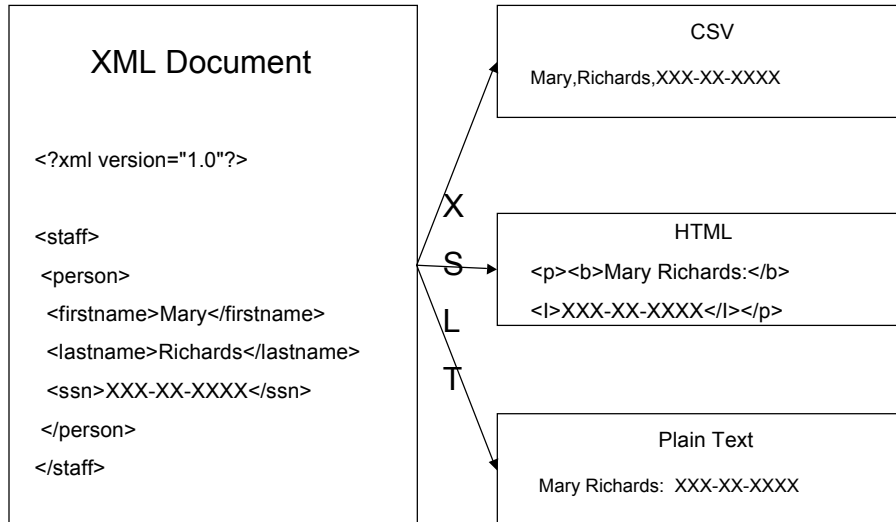 XML Document
<?xml version="1.0"?>
<staff>
<person>
<firstname>Mary</firstname>
<lastname>Richards</lastname>
<ssn>XXX-XX-XXXX</ssn>
</person>
</staff>
X
S
L
T
CSV
Mary,Richards,XXX-XX-XXXX
HTML
<p><b>Mary Richards:</b>
<I>XXX-XX-XXXX</I></p>
Plain Text
Mary Richards: XXX-XX-XXXX